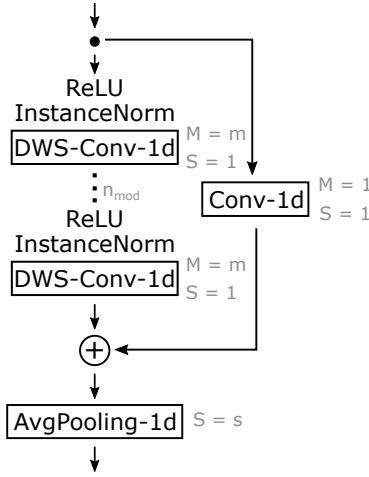 ReLU
InstanceNorm
DWS-Conv-1d
M = m
S = 1
n_mod
Conv-1d
M = 1
S = 1
ReLU
InstanceNorm
DWS-Conv-1d
M = m
S = 1
+
AvgPooling-1d
S = s